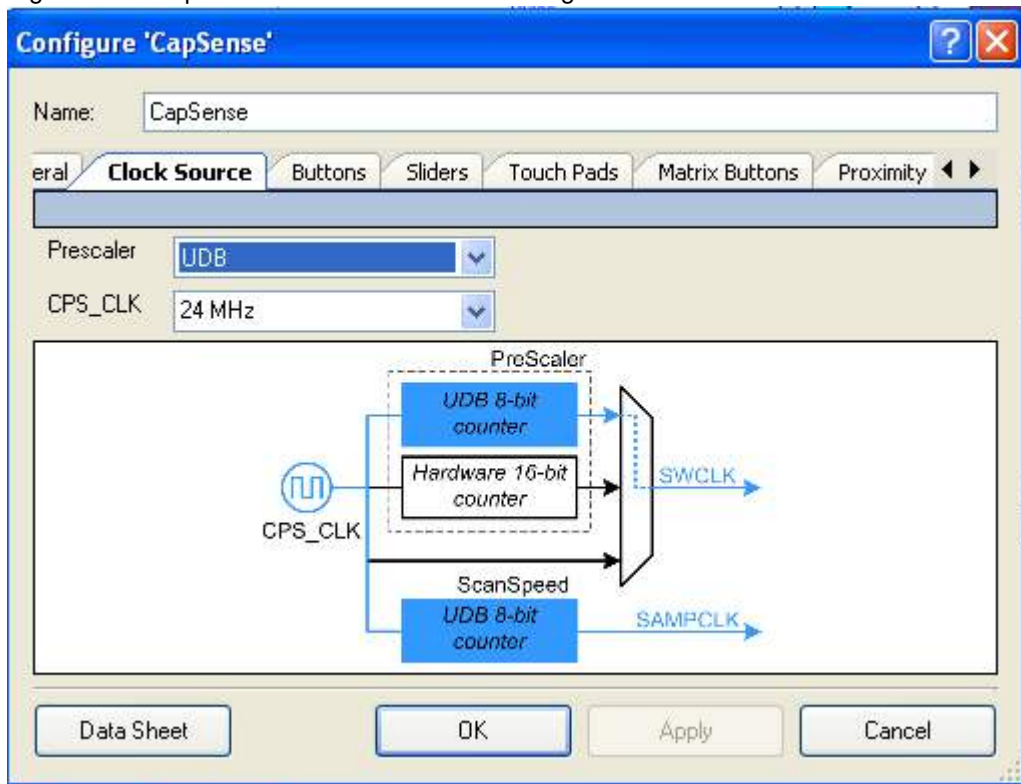 Configure 'CapSense'
Name: CapSense
eral Clock Source Buttons Sliders Touch Pads Matrix Buttons Proximity
Prescaler UDB
CPS_CLK 24 MHz
PreScaler
UDB 8-bit
counter
Hardware 16-bit
counter
SWCLK
CPS_CLK
ScanSpeed
UDB 8-bit
counter
SAMPCLK
Data Sheet OK Apply Cancel